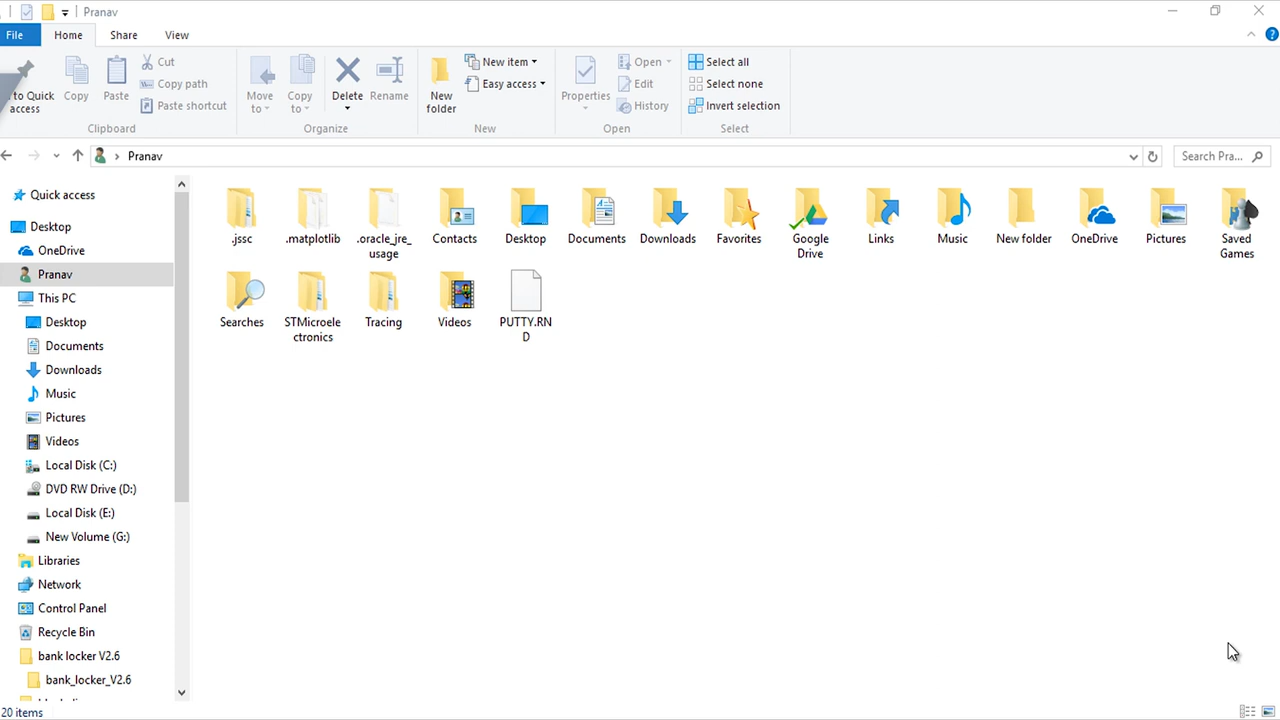 Pranav
File Home Share View
to Quick
access
Copy
Paste
Cut
Copy path
Paste shortcut
Clipboard
Move
to
Copy
to
Delete
Rename
Organize
New
folder
New item
Easy access
New
Properties
Open
Edit
History
Open
Select all
Select none
Invert selection
Select
Pranav
Search Pra...
Quick access
Desktop
OneDrive
Pranav
This PC
Desktop
Documents
Downloads
Music
Pictures
Videos
Local Disk (C:)
DVD RW Drive (D:)
Local Disk (E:)
New Volume (G:)
Libraries
Network
Control Panel
Recycle Bin
bank locker V2.6
bank_locker_V2.6
.jssc
.matplotlib
.oracle_jre_
usage
Contacts
Desktop
Documents
Downloads
Favorites
Google
Drive
Links
Music
New folder
OneDrive
Pictures
Saved
Games
Searches
STMicroele
ctronics
Tracing
Videos
PUTTY.RN
D
20 items